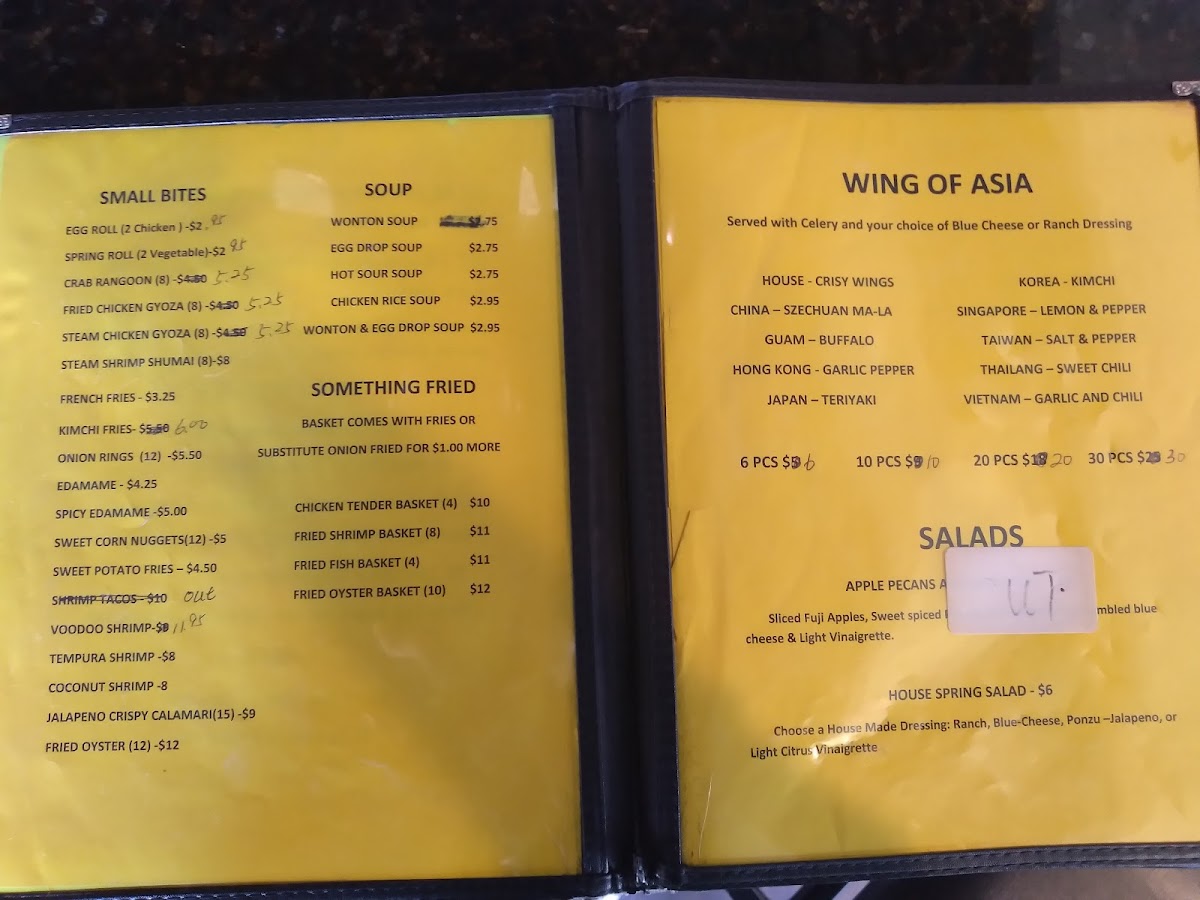 SMALL BITES
EGG ROLL (2 Chicken ) -$2.95
SPRING ROLL (2 Vegetable)-$2 95
CRAB RANGOON (8) -$4.50 5.25
FRIED CHICKEN GYOZA (8) -$4.50 5.25
STEAM CHICKEN GYOZA (8) -$4.50 5.25
STEAM SHRIMP SHUMAI (8)-$8
FRENCH FRIES - $3.25
KIMCHI FRIES- $5.50 6.00
ONION RINGS (12) -$5.50
EDAMAME - $4.25
SPICY EDAMAME -$5.00
SWEET CORN NUGGETS(12) -$5
SWEET POTATO FRIES – $4.50
SHRIMP TACOS - $10 out
VOODOO SHRIMP-$8 11.95
TEMPURA SHRIMP -$8
COCONUT SHRIMP -8
JALAPENO CRISPY CALAMARI(15) -$9
FRIED OYSTER (12) -$12
SOUP
WONTON SOUP .75
EGG DROP SOUP $2.75
HOT SOUR SOUP $2.75
CHICKEN RICE SOUP $2.95
WONTON & EGG DROP SOUP $2.95
SOMETHING FRIED
BASKET COMES WITH FRIES OR
SUBSTITUTE ONION FRIED FOR $1.00 MORE
CHICKEN TENDER BASKET (4) $10
FRIED SHRIMP BASKET (8) $11
FRIED FISH BASKET (4) $11
FRIED OYSTER BASKET (10) $12
WING OF ASIA
Served with Celery and your choice of Blue Cheese or Ranch Dressing
HOUSE - CRISY WINGS
CHINA – SZECHUAN MA-LA
GUAM – BUFFALO
HONG KONG - GARLIC PEPPER
JAPAN – TERIYAKI
KOREA - KIMCHI
SINGAPORE – LEMON & PEPPER
TAIWAN – SALT & PEPPER
THAILANG – SWEET CHILI
VIETNAM – GARLIC AND CHILI
6 PCS $5 6 10 PCS $9 10 20 PCS $18 20 30 PCS $2 30
SALADS
APPLE PECANS
Sliced Fuji Apples, Sweet spiced mbled blue
cheese & Light Vinaigrette.
HOUSE SPRING SALAD - $6
Choose a House Made Dressing: Ranch, Blue-Cheese, Ponzu –Jalapeno, or
Light Citrus Vinaigrette